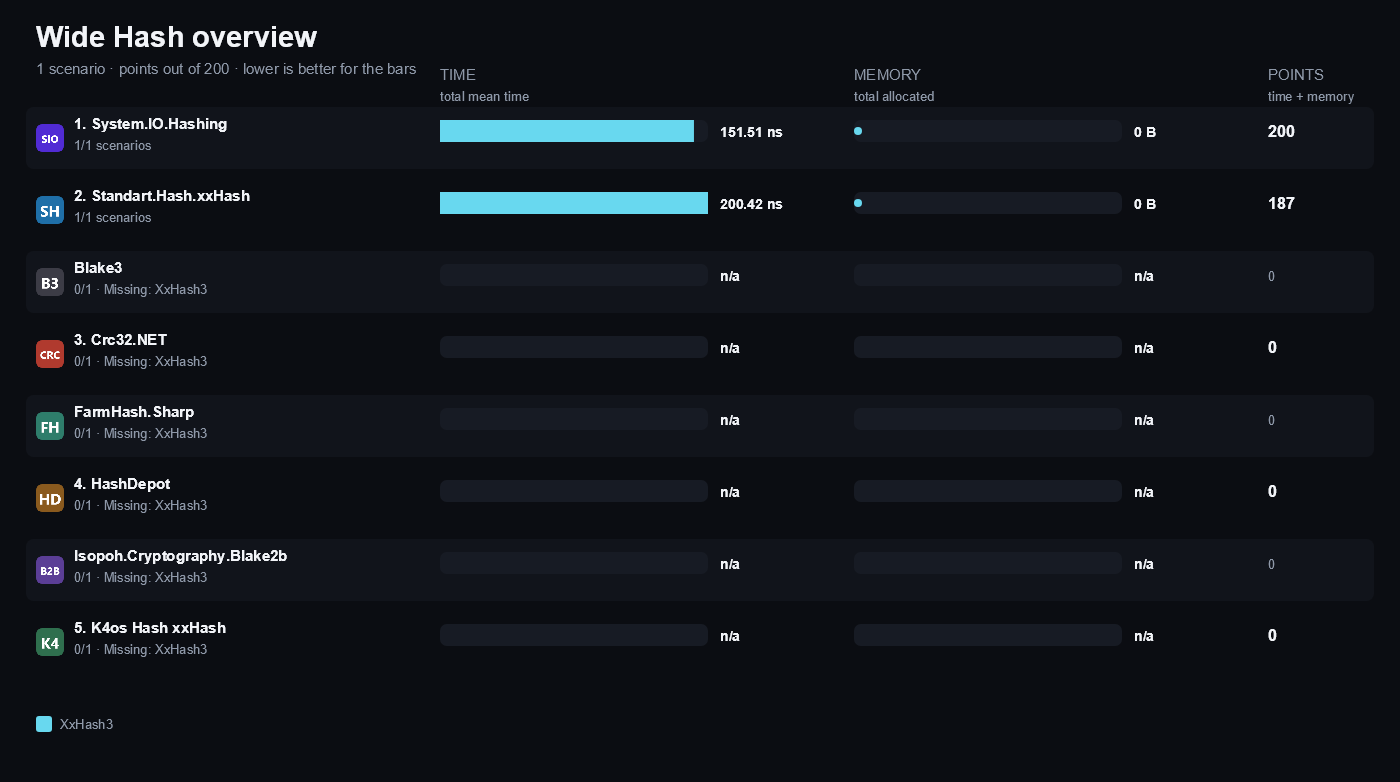 Wide Hash overview
1 scenario · points out of 200 · lower is better for the bars
TIME
total mean time
MEMORY
total allocated
POINTS
time + memory
SIO
1. System.IO.Hashing
1/1 scenarios
151.51 ns
0 B
200
SH
2. Standart.Hash.xxHash
1/1 scenarios
200.42 ns
0 B
187
B3
Blake3
0/1 · Missing: XxHash3
n/a
n/a
0
CRC
3. Crc32.NET
0/1 · Missing: XxHash3
n/a
n/a
0
FH
FarmHash.Sharp
0/1 · Missing: XxHash3
n/a
n/a
0
HD
4. HashDepot
0/1 · Missing: XxHash3
n/a
n/a
0
B2B
Isopoh.Cryptography.Blake2b
0/1 · Missing: XxHash3
n/a
n/a
0
K4
5. K4os Hash xxHash
0/1 · Missing: XxHash3
n/a
n/a
0
XxHash3